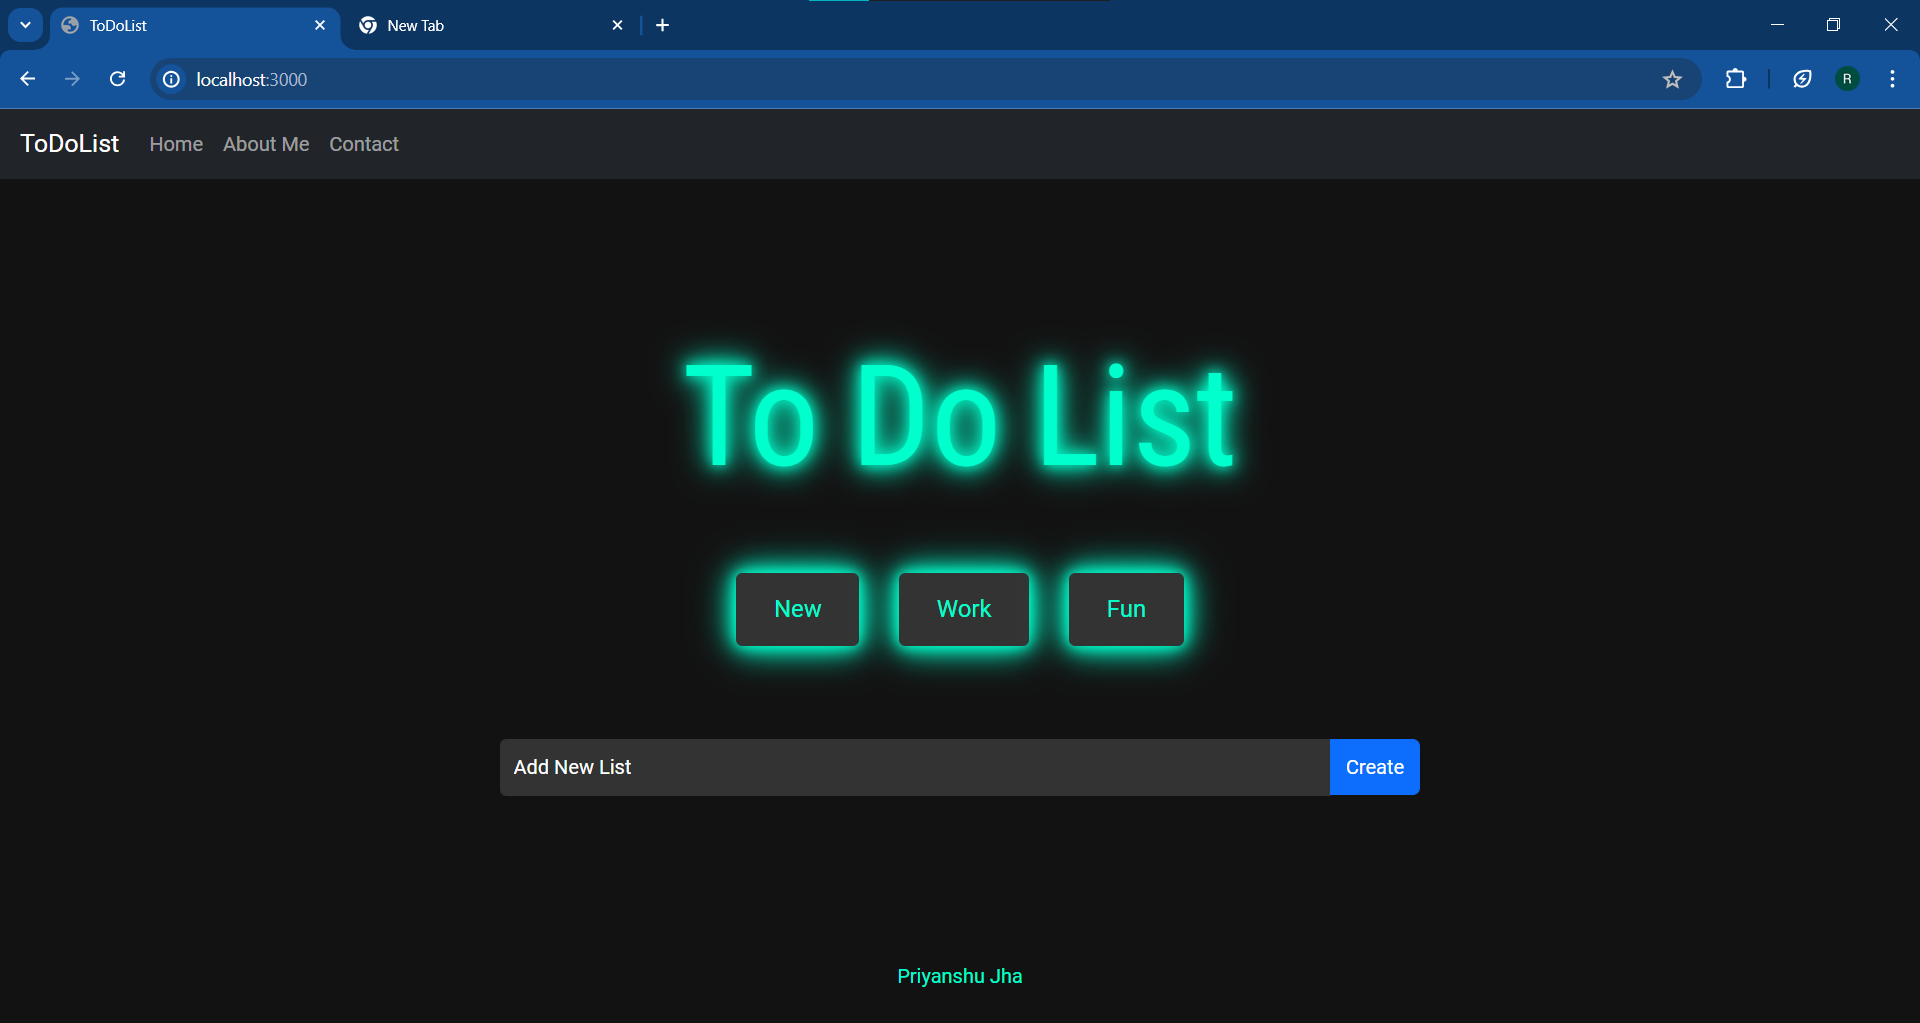 ToDoList New Tab
localhost:3000 R
ToDoList Home About Me Contact
To Do List
New Work Fun
Add New List Create
Priyanshu Jha